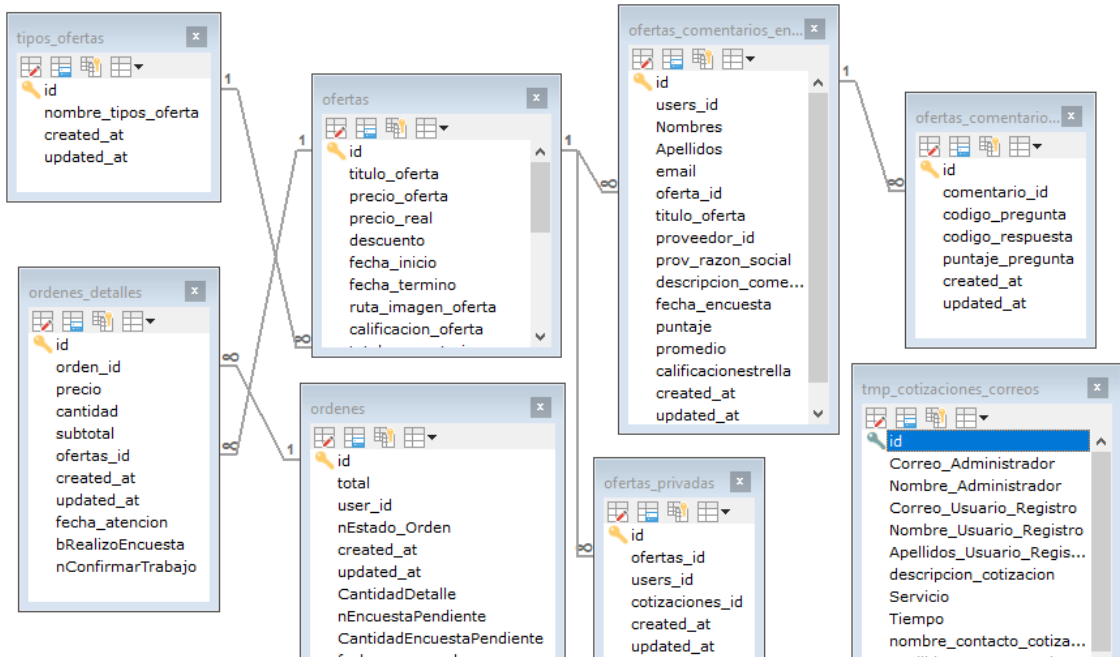 tipos_ofertas
id
nombre_tipos_oferta
created_at
updated_at
1
ofertas
1
1
id
titulo_oferta
precio_oferta
precio_real
descuento
fecha_inicio
fecha_termino
ruta_imagen_oferta
calificacion_oferta
∞
ofertas_comentarios_en...
∞
1
id
users_id
Nombres
Apellidos
email
oferta_id
titulo_oferta
proveedor_id
prov_razon_social
descripcion_come...
fecha_encuesta
puntaje
promedio
calificacionestrella
created_at
updated_at
ofertas_comentario...
∞
id
comentario_id
codigo_pregunta
codigo_respuesta
puntaje_pregunta
created_at
updated_at
ordenes_detalles
id
orden_id
precio
cantidad
subtotal
ofertas_id
created_at
updated_at
fecha_atencion
bRealizoEncuesta
nConfirmarTrabajo
∞
∞
1
ordenes
id
total
user_id
nEstado_Orden
created_at
updated_at
CantidadDetalle
nEncuestaPendiente
CantidadEncuestaPendiente
∞
ofertas_privadas
id
ofertas_id
users_id
cotizaciones_id
created_at
updated_at
tmp_cotizaciones_correos
id
Correo_Administrador
Nombre_Administrador
Correo_Usuario_Registro
Nombre_Usuario_Registro
Apellidos_Usuario_Regis...
descripcion_cotizacion
Servicio
Tiempo
nombre_contacto_cotiza...